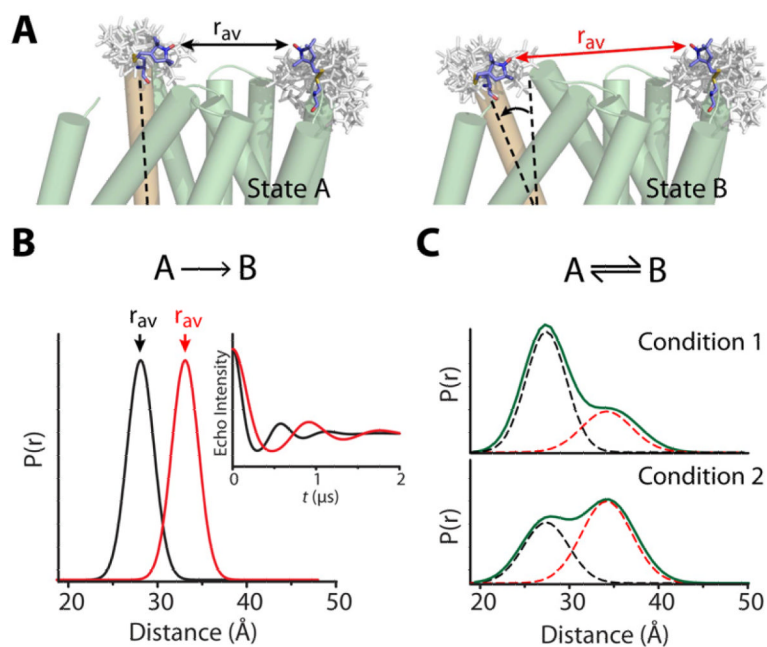 A
r_av
r_av
State A
State B
B
C
A → B
A ⇌ B
r_av r_av
P(r)
Echo Intensity
0 1 2
t (μs)
20 30 40 50
Distance (Å)
Condition 1
P(r)
Condition 2
P(r)
20 30 40 50
Distance (Å)